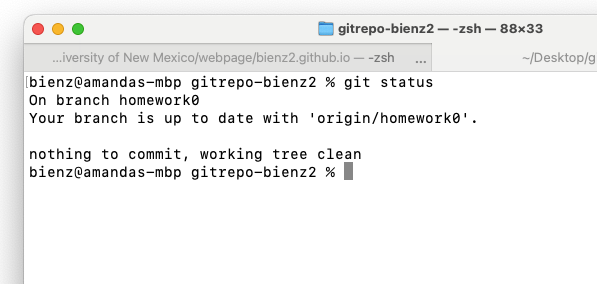 gitrepo-bienz2 — -zsh — 88×33
...iversity of New Mexico/webpage/bienz2.github.io — -zsh ... ~/Desktop/g
bienz@amandas-mbp gitrepo-bienz2 % git status
On branch homework0
Your branch is up to date with 'origin/homework0'.
nothing to commit, working tree clean
bienz@amandas-mbp gitrepo-bienz2 %